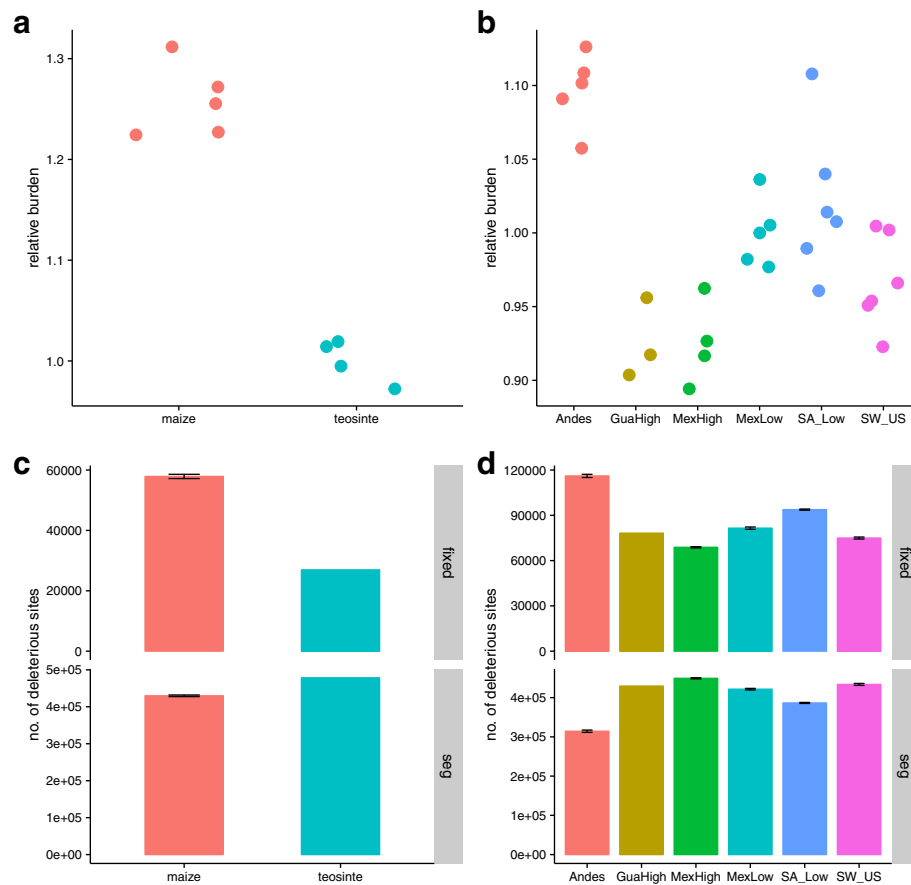 a
relative burden
1.3
1.2
1.1
1.0
maize teosinte
b
relative burden
1.10
1.05
1.00
0.95
0.90
Andes GuaHigh MexHigh MexLow SA_Low SW_US
c
no. of deleterious sites
60000
40000
20000
0
fixed
5e+05
4e+05
3e+05
2e+05
1e+05
0e+00
seg
maize teosinte
d
no. of deleterious sites
120000
90000
60000
30000
0
fixed
4e+05
3e+05
2e+05
1e+05
0e+00
seg
Andes GuaHigh MexHigh MexLow SA_Low SW_US